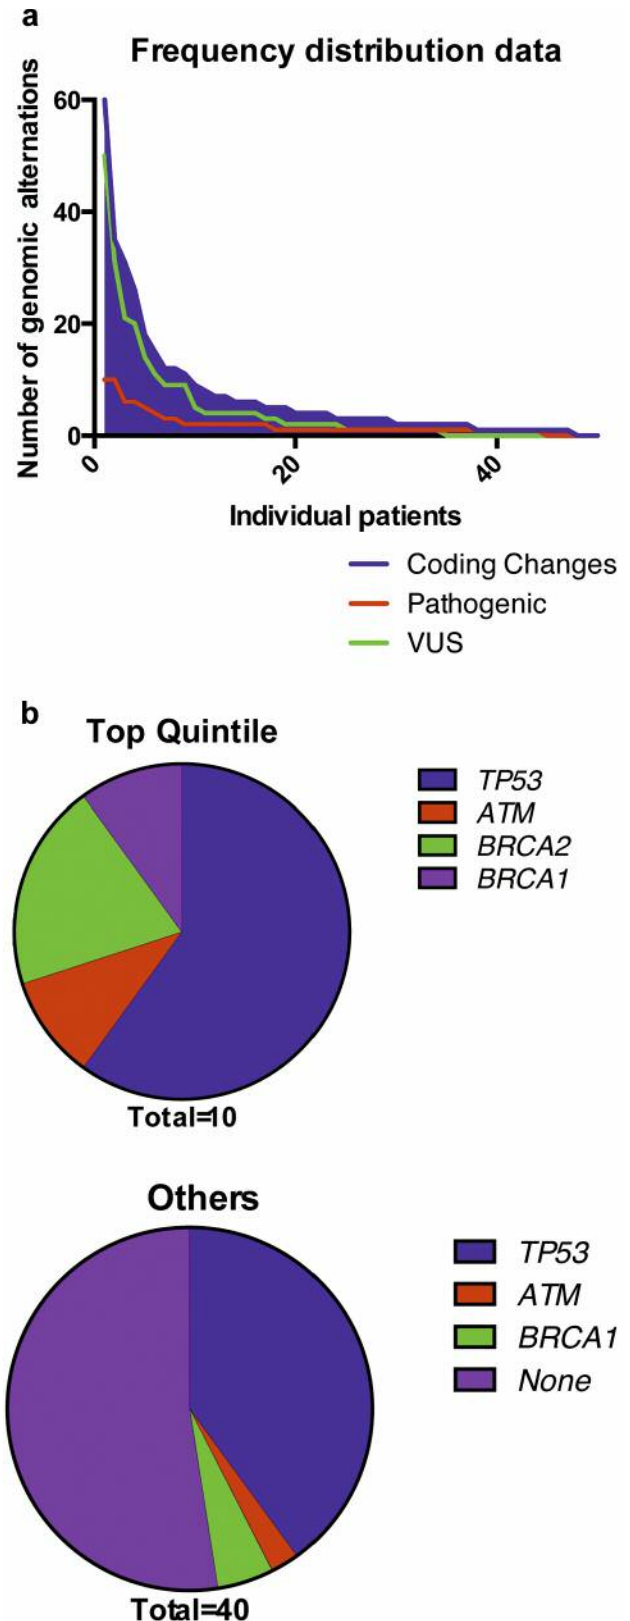 a
Frequency distribution data
Number of genomic alternations
60
40
20
0
0
20
40
Individual patients
Coding Changes
Pathogenic
VUS
b
Top Quintile
TP53
ATM
BRCA2
BRCA1
Total=10
Others
TP53
ATM
BRCA1
None
Total=40